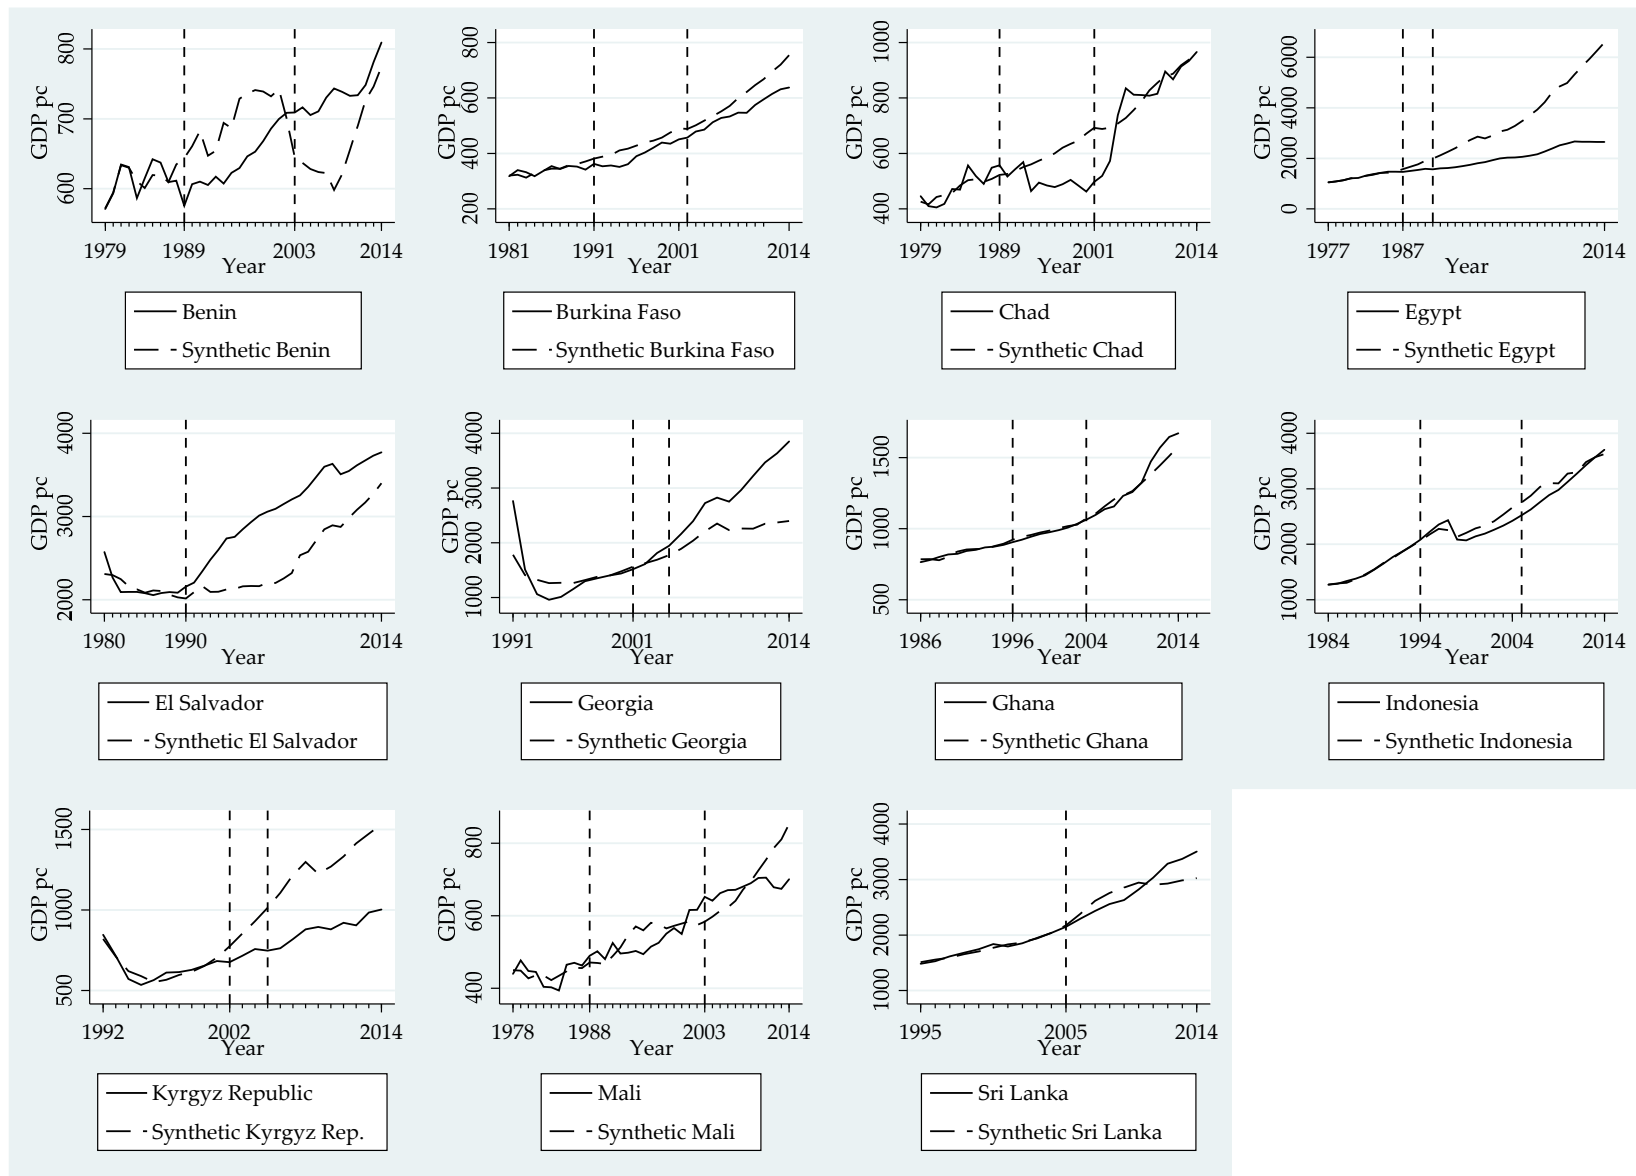 GDP pc
800
700
600
1979 1989 2003 2014
Year
Benin
Synthetic Benin
GDP pc
800
600
400
200
1981 1991 2001 2014
Year
Burkina Faso
Synthetic Burkina Faso
GDP pc
1000
800
600
400
1979 1989 2001 2014
Year
Chad
Synthetic Chad
GDP pc
6000
4000
2000
0
1977 1987 2014
Year
Egypt
Synthetic Egypt
GDP pc
4000
3000
2000
1980 1990 2014
Year
El Salvador
Synthetic El Salvador
GDP pc
4000
3000
2000
1000
1991 2001 2014
Year
Georgia
Synthetic Georgia
GDP pc
1500
1000
500
1986 1996 2004 2014
Year
Ghana
Synthetic Ghana
GDP pc
4000
3000
2000
1000
1984 1994 2004 2014
Year
Indonesia
Synthetic Indonesia
GDP pc
1500
1000
500
1992 2002 2014
Year
Kyrgyz Republic
Synthetic Kyrgyz Rep.
GDP pc
800
600
400
1978 1988 2003 2014
Year
Mali
Synthetic Mali
GDP pc
4000
3000
2000
1000
1995 2005 2014
Year
Sri Lanka
Synthetic Sri Lanka